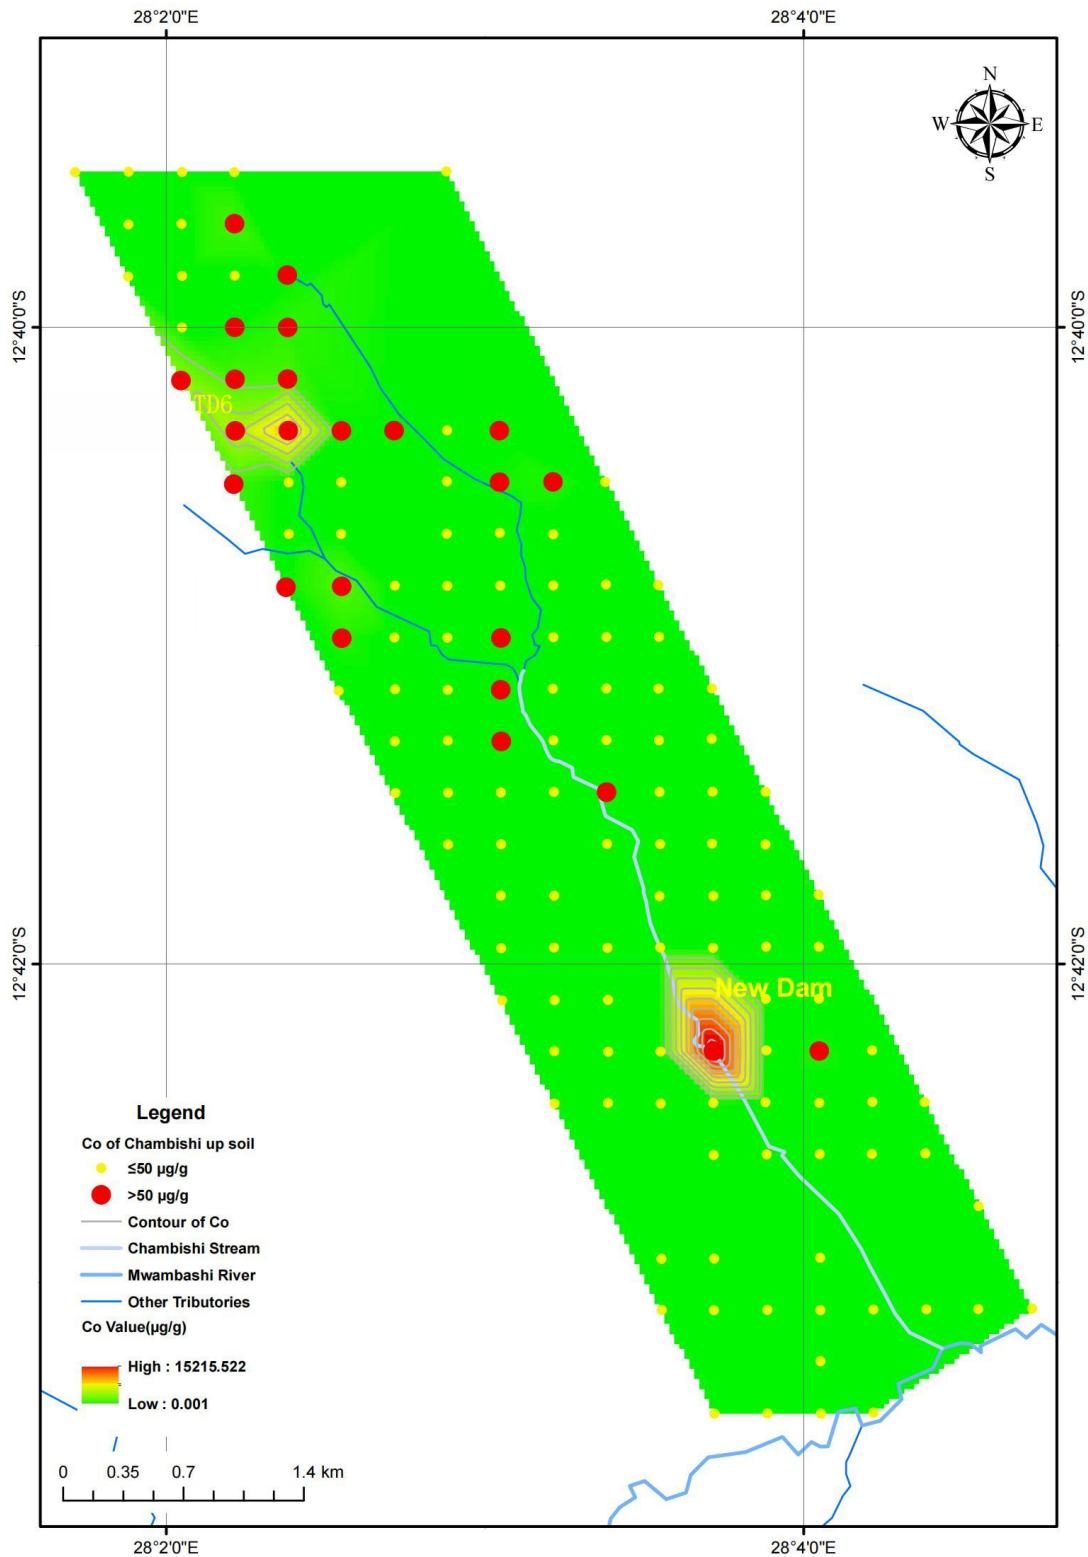 28°2'0"E 28°4'0"E
N
W E
S
12°40'0"S 12°40'0"S
TD6
12°42'0"S 12°42'0"S
New Dam
Legend
Co of Chambishi up soil
≤50 µg/g
>50 µg/g
Contour of Co
Chambishi Stream
Mwambashi River
Other Tributories
Co Value(µg/g)
High : 15215.522
Low : 0.001
0 0.35 0.7 1.4 km
28°2'0"E 28°4'0"E